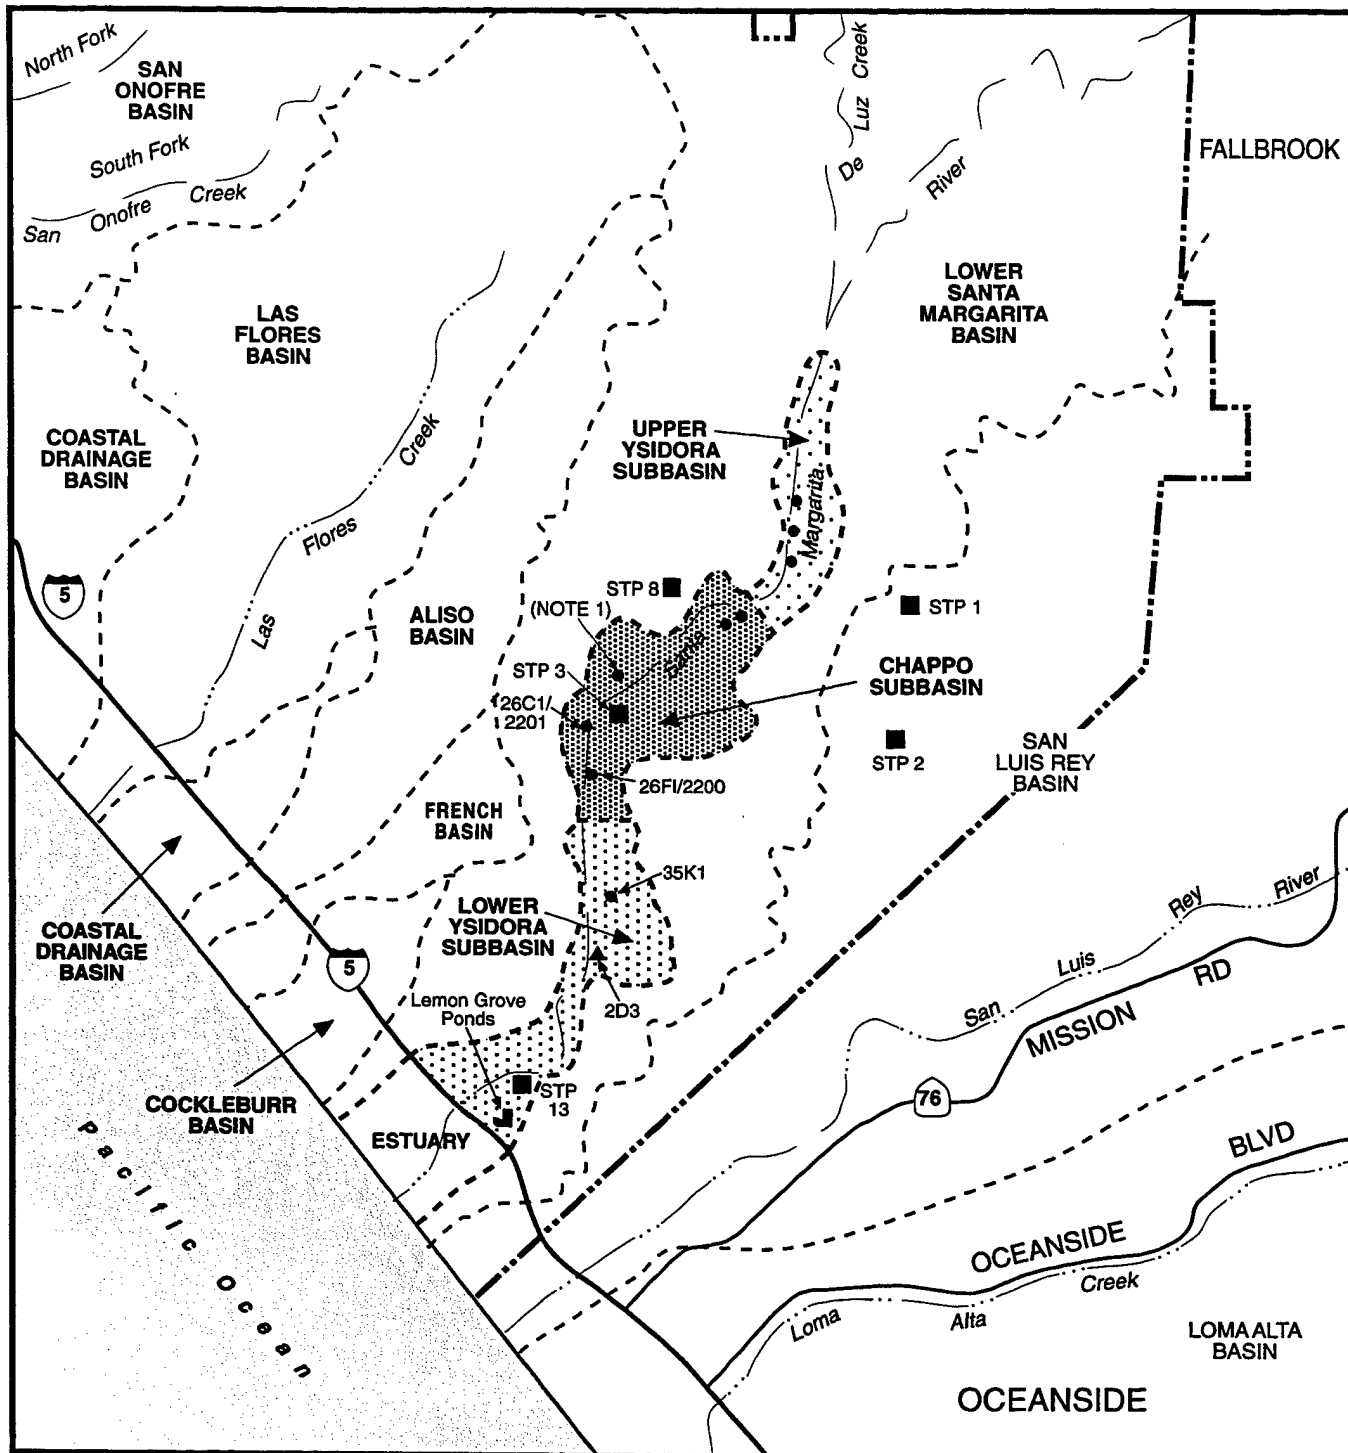 North Fork
SAN
ONOFRE
BASIN
South Fork
San Onofre Creek
De Luz Creek
River
FALLBROOK
LOWER
SANTA
MARGARITA
BASIN
LAS
FLORES
BASIN
COASTAL
DRAINAGE
BASIN
Las Flores Creek
UPPER
YSIDORA
SUBBASIN
Santa Margarita
5
ALISO
BASIN
STP 8
(NOTE 1)
STP 1
STP 3
CHAPPO
SUBBASIN
26C1/
2201
STP 2
SAN
LUIS REY
BASIN
26FI/2200
FRENCH
BASIN
35K1
LOWER
YSIDORA
SUBBASIN
COASTAL
DRAINAGE
BASIN
5
2D3
Lemon Grove
Ponds
San Luis Rey River
MISSION RD
76
STP
13
COCKLEBURR
BASIN
ESTUARY
Pacific Ocean
OCEANSIDE BLVD
Loma Alta Creek
LOMA ALTA
BASIN
OCEANSIDE